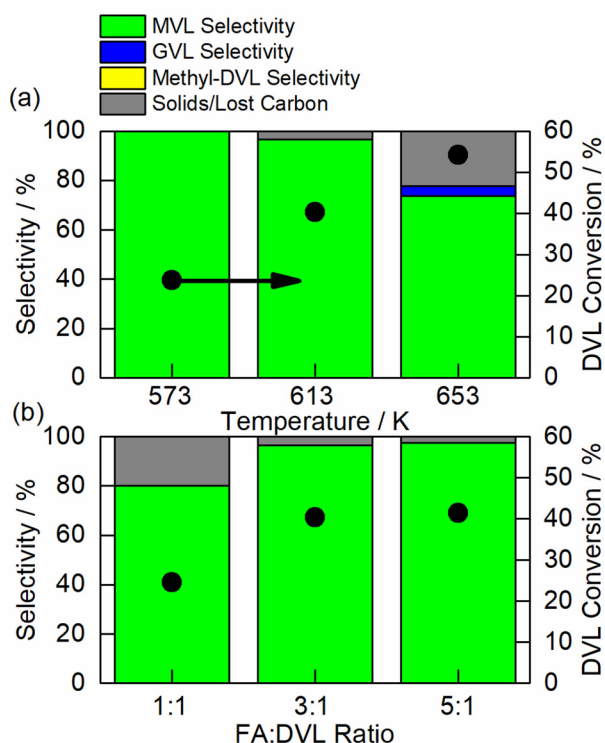 MVL Selectivity
GVL Selectivity
Methyl-DVL Selectivity
Solids/Lost Carbon
(a)
100
80
60
40
20
0
Selectivity / %
60
50
40
30
20
10
0
DVL Conversion / %
573 613 653
Temperature / K
(b)
100
80
60
40
20
0
Selectivity / %
60
50
40
30
20
10
0
DVL Conversion / %
1:1 3:1 5:1
FA:DVL Ratio